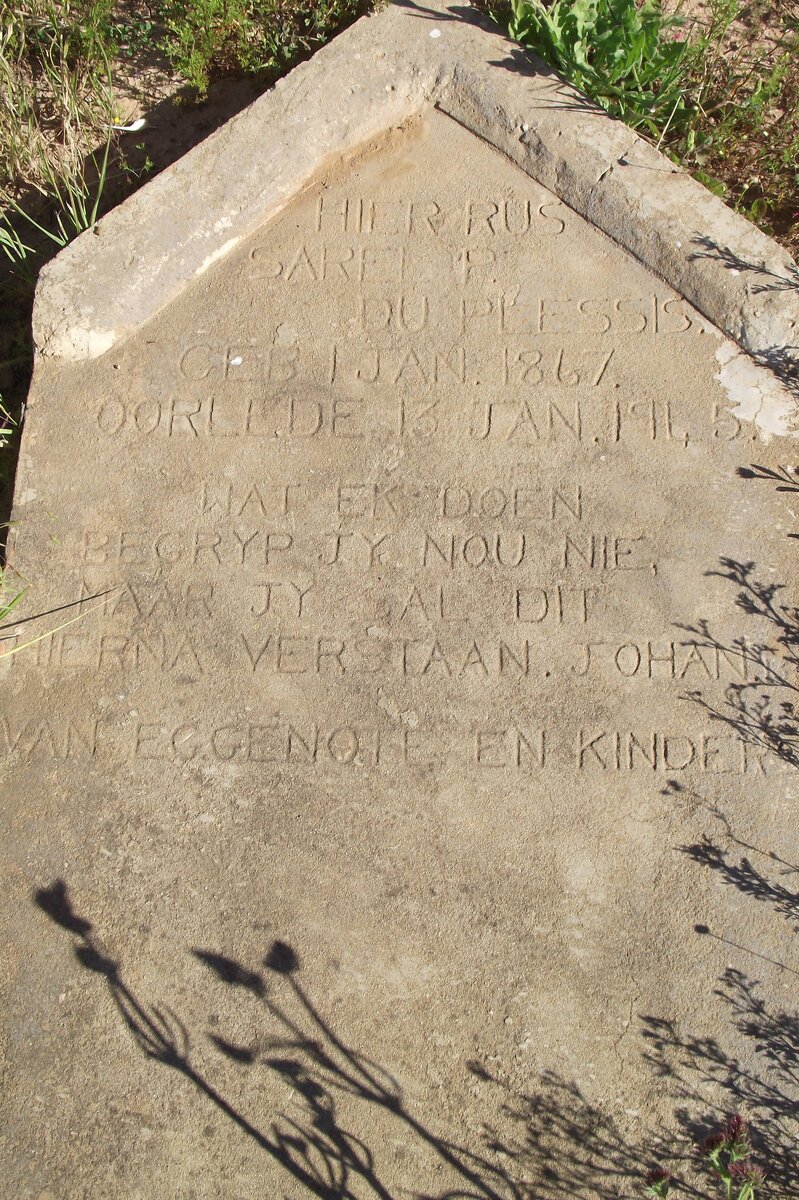 HIER RUS
SAREL P.
DU PLESSIS.
GEB 1 JAN. 1867.
OORLEDE 13 JAN. 1945.
WAT EK DOEN
BEGRYP JY NOU NIE,
MAAR JY SAL DIT
HIERNA VERSTAAN. JOHAN
VAN EGGENOTE EN KINDER